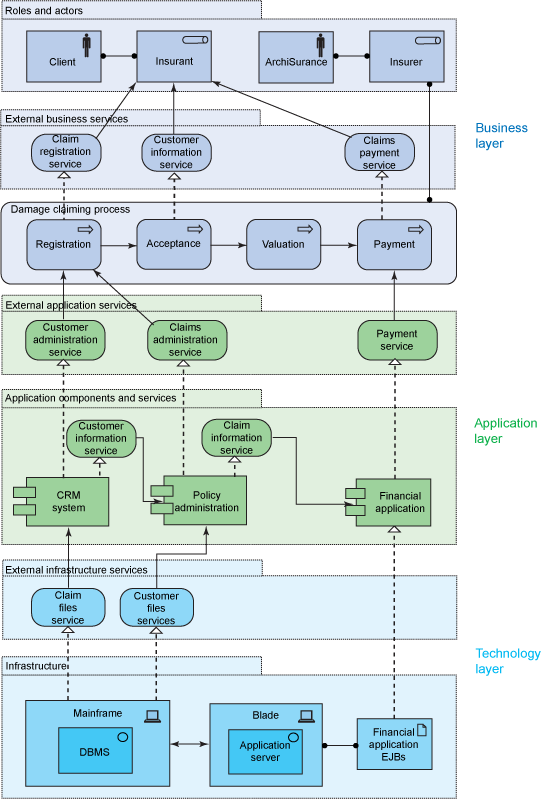 Roles and actors
Client
Insurant
ArchiSurance
Insurer
External business services
Claim
registration
service
Customer
information
service
Claims
payment
service
Business
layer
Damage claiming process
Registration
Acceptance
Valuation
Payment
External application services
Customer
administration
service
Claims
administration
service
Payment
service
Application components and services
Customer
information
service
Claim
information
service
Application
layer
CRM
system
Policy
administration
Financial
application
External infrastructure services
Claim
files
service
Customer
files
services
Technology
layer
Infrastructure
Mainframe
DBMS
Blade
Application
server
Financial
application
EJBs